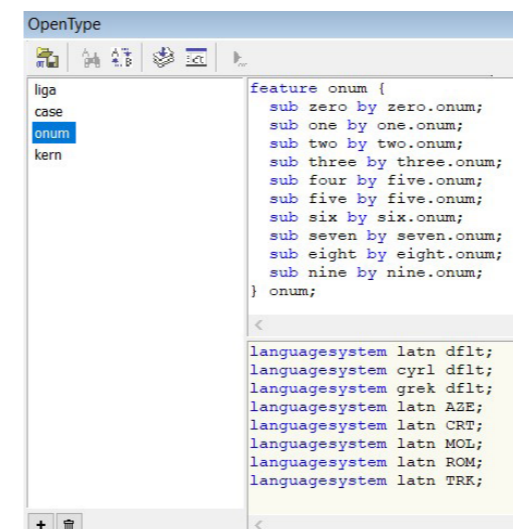 OpenType
liga
case
onum
kern
feature onum {
sub zero by zero.onum;
sub one by one.onum;
sub two by two.onum;
sub three by three.onum;
sub four by five.onum;
sub five by five.onum;
sub six by six.onum;
sub seven by seven.onum;
sub eight by eight.onum;
sub nine by nine.onum;
} onum;
languagesystem latn dflt;
languagesystem cyrl dflt;
languagesystem grek dflt;
languagesystem latn AZE;
languagesystem latn CRT;
languagesystem latn MOL;
languagesystem latn ROM;
languagesystem latn TRK;